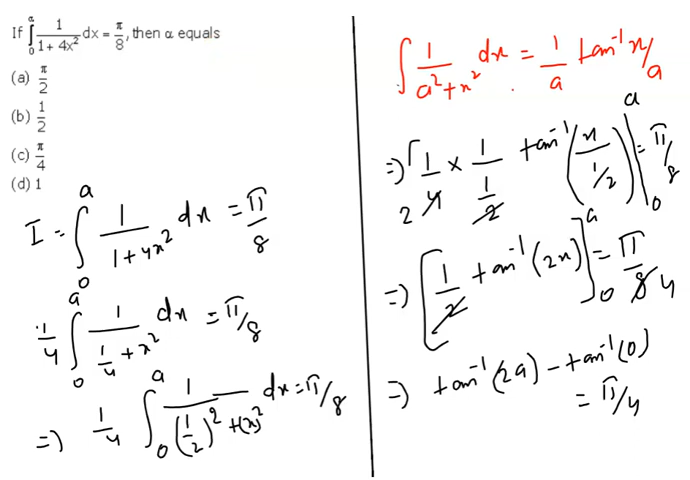 If ∫₀^α 1/(1 + 4x²) dx = π/8, then α equals
(a) π/2
(b) 1/2
(c) π/4
(d) 1
I = ∫₀^a 1/(1+4x²) dx = π/8
1/4 ∫₀^a 1/(1/4 + x²) dx = π/8
=) 1/4 ∫₀^a 1/((1/2)² + (x)²) dx = π/8
∫ 1/(a²+x²) dx = 1/a tan⁻¹ x/a
=) [1/4 × 1/(1/2) tan⁻¹(x/(1/2))]₀^a = π/8
2
=) [1/2 tan⁻¹(2x)]₀^a = π/8 4
=) tan⁻¹(2a) − tan⁻¹(0)
= π/4